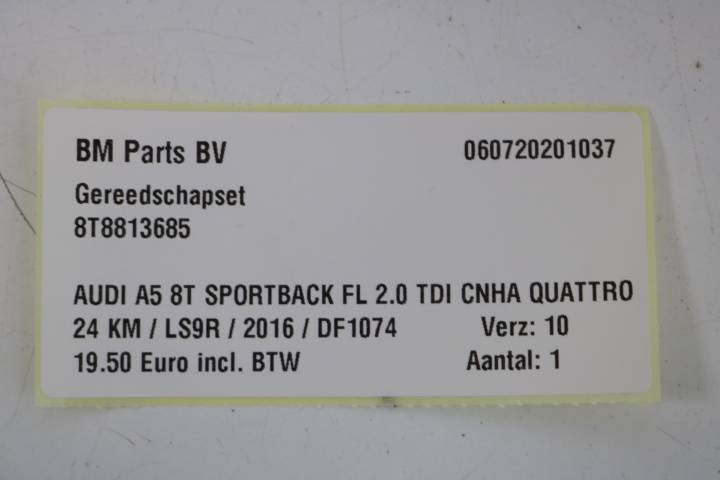 BM Parts BV 060720201037
Gereedschapset
8T8813685
AUDI A5 8T SPORTBACK FL 2.0 TDI CNHA QUATTRO
24 KM / LS9R / 2016 / DF1074 Verz: 10
19.50 Euro incl. BTW Aantal: 1